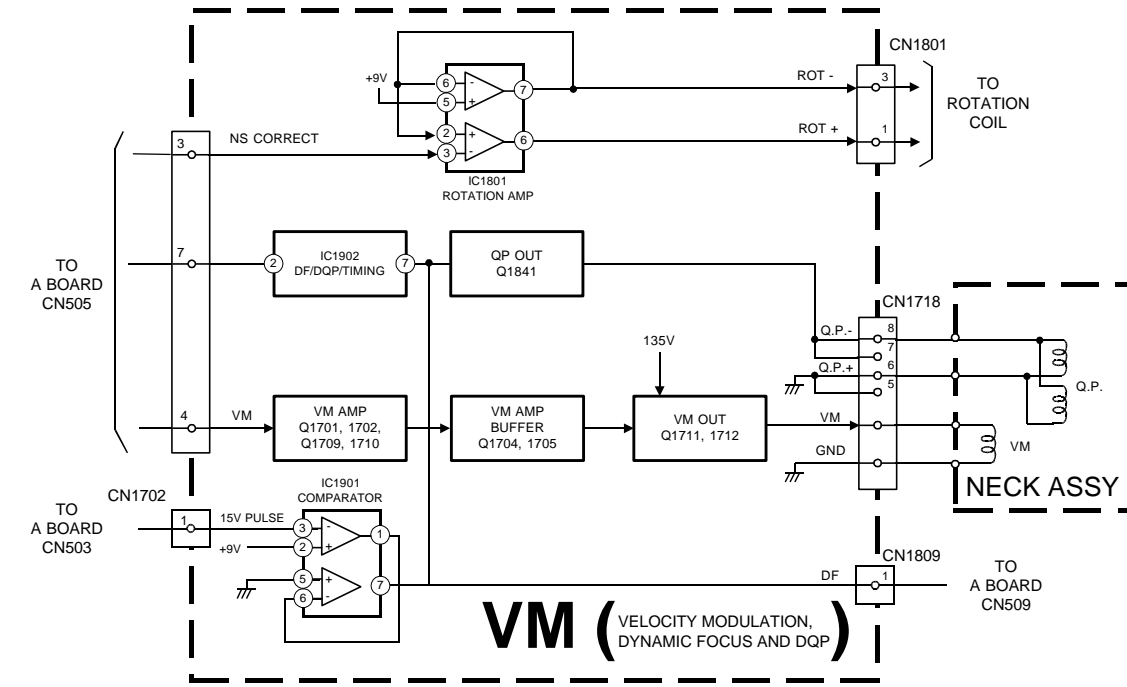 CN1801
+9V
6
-
5
+
7
2
+
3
-
6
IC1801
ROTATION AMP
ROT -
3
ROT +
1
TO
ROTATION
COIL
3
NS CORRECT
7
TO
A BOARD
CN505
2
IC1902
DF/DQP/TIMING
7
QP OUT
Q1841
CN1718
135V
Q.P.-
8
7
Q.P.+
6
5
Q.P.
4
VM
VM AMP
Q1701, 1702,
Q1709, 1710
VM AMP
BUFFER
Q1704, 1705
VM OUT
Q1711, 1712
VM
GND
VM
NECK ASSY
CN1702
TO
A BOARD
CN503
1
15V PULSE
+9V
IC1901
COMPARATOR
3
-
2
+
1
5
+
6
-
7
DF
CN1809
1
TO
A BOARD
CN509
VM (VELOCITY MODULATION,
DYNAMIC FOCUS AND DQP)